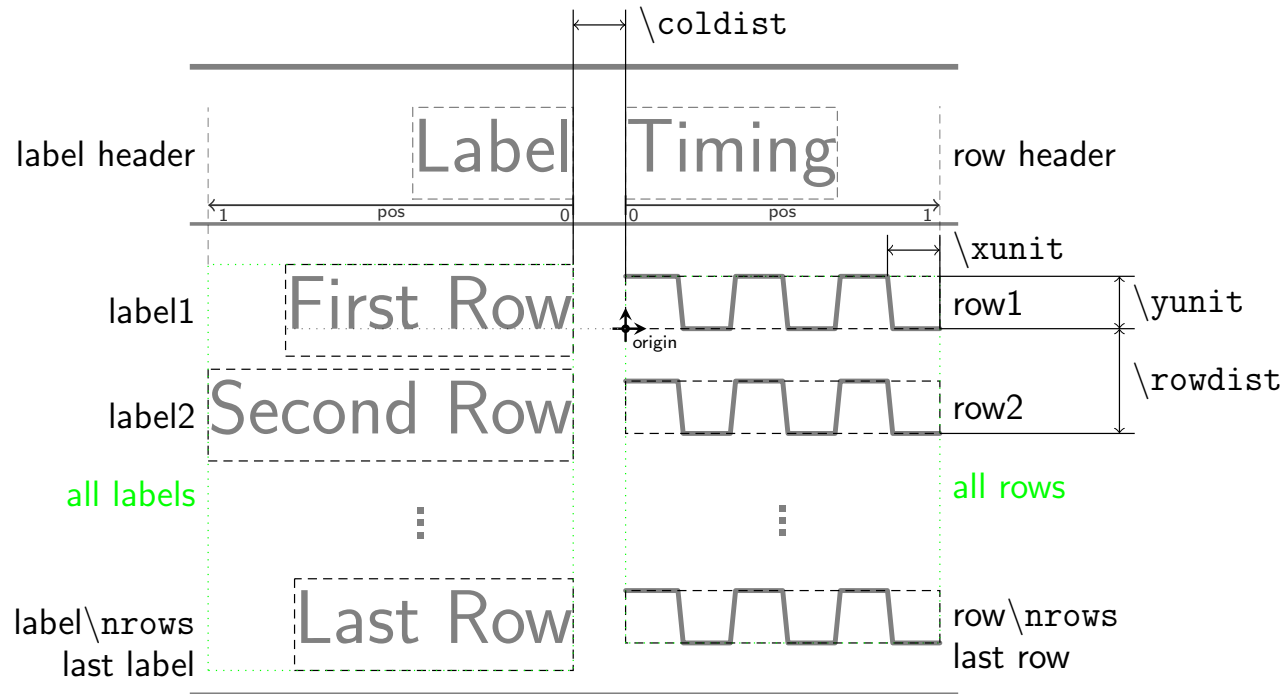 \coldist
label header Label Timing row header
1 pos 0 0 pos 1
\xunit
label1 First Row row1 \yunit
origin
\rowdist
label2 Second Row row2
all labels all rows
label\nrows Last Row row\nrows
last label last row